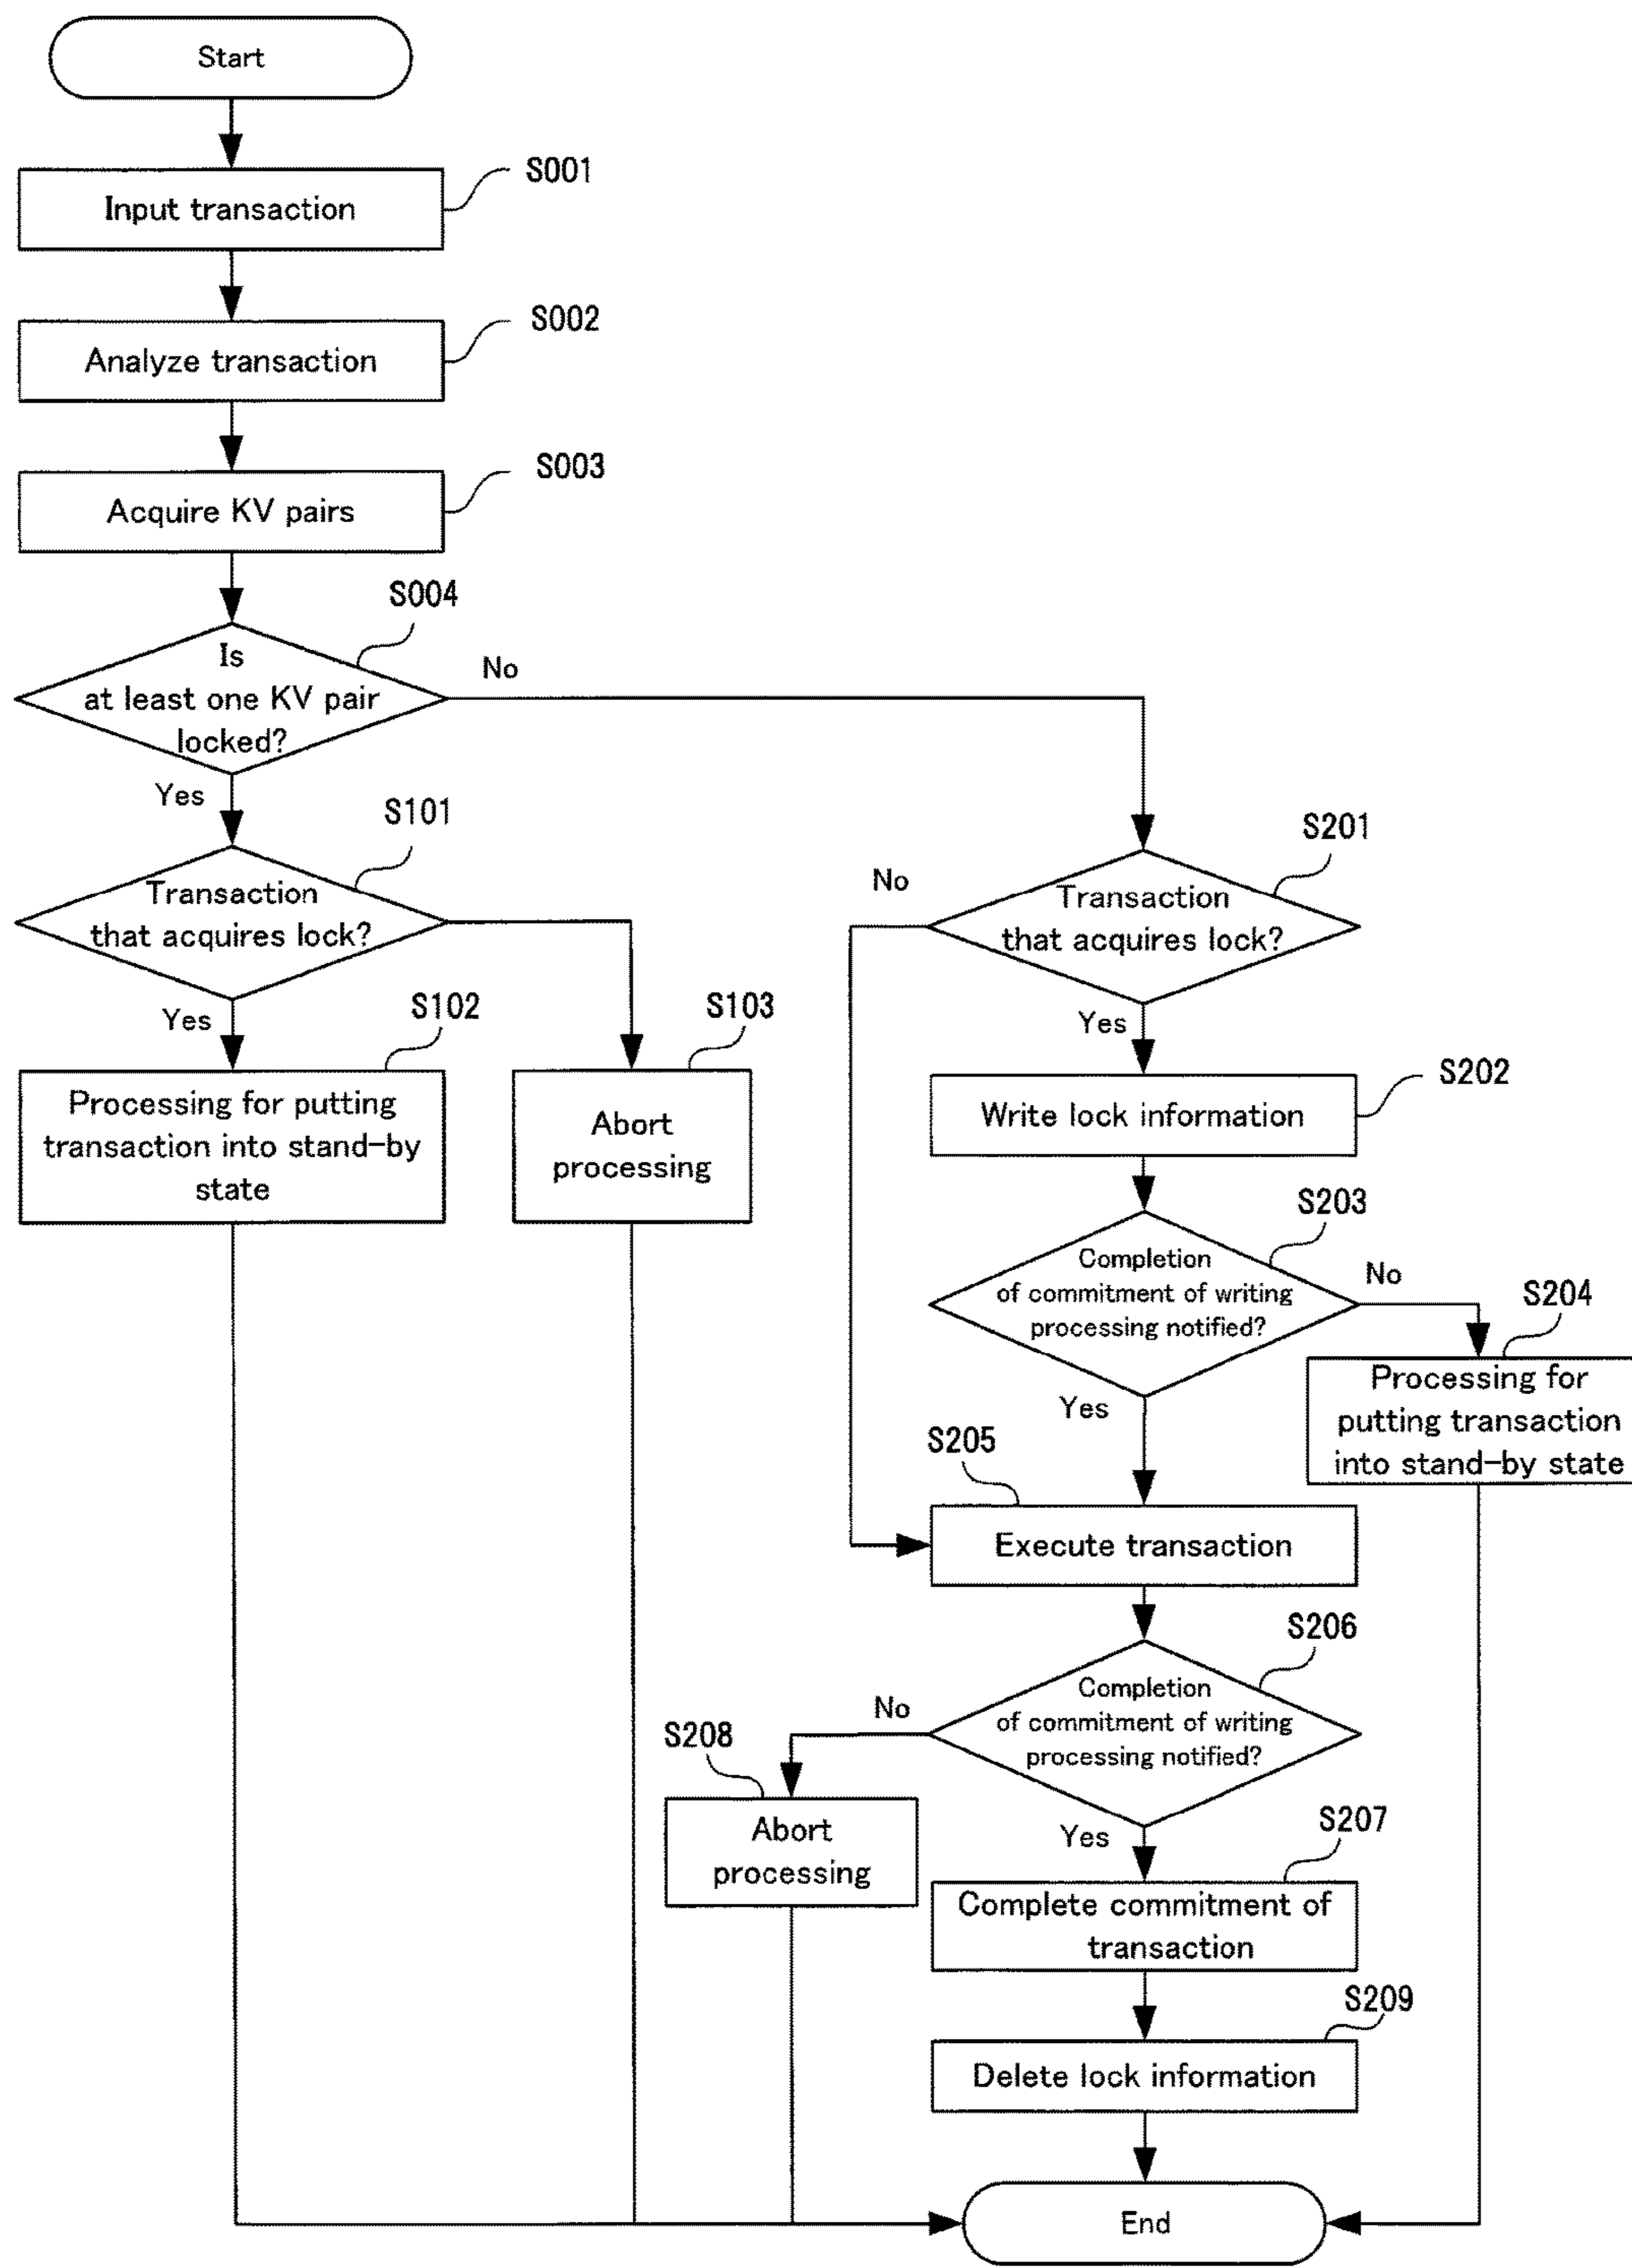 Start
S001
Input transaction
S002
Analyze transaction
S003
Acquire KV pairs
S004
Is
at least one KV pair
locked?
No
Yes
S101
Transaction
that acquires lock?
Yes
S102
Processing for putting
transaction into stand-by
state
S103
Abort
processing
S201
No
Transaction
that acquires lock?
Yes
S202
Write lock information
S203
Completion
of commitment of writing
processing notified?
No
Yes
S204
Processing for
putting transaction
into stand-by state
S205
Execute transaction
S206
Completion
of commitment of writing
processing notified?
No
S208
Abort
processing
Yes
S207
Complete commitment of
transaction
S209
Delete lock information
End